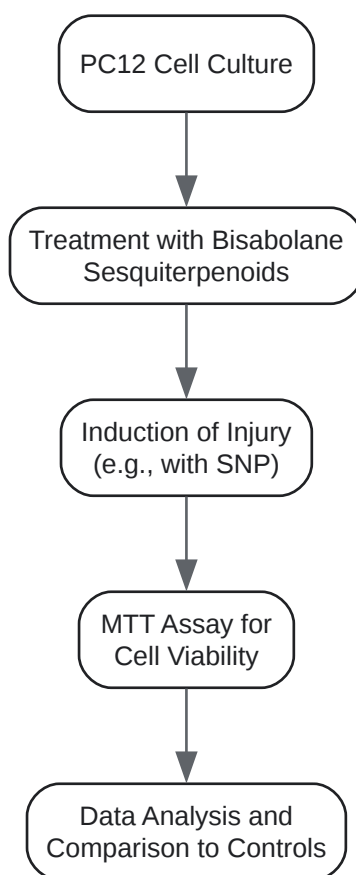 PC12 Cell Culture
Treatment with Bisabolane
Sesquiterpenoids
Induction of Injury
(e.g., with SNP)
MTT Assay for
Cell Viability
Data Analysis and
Comparison to Controls